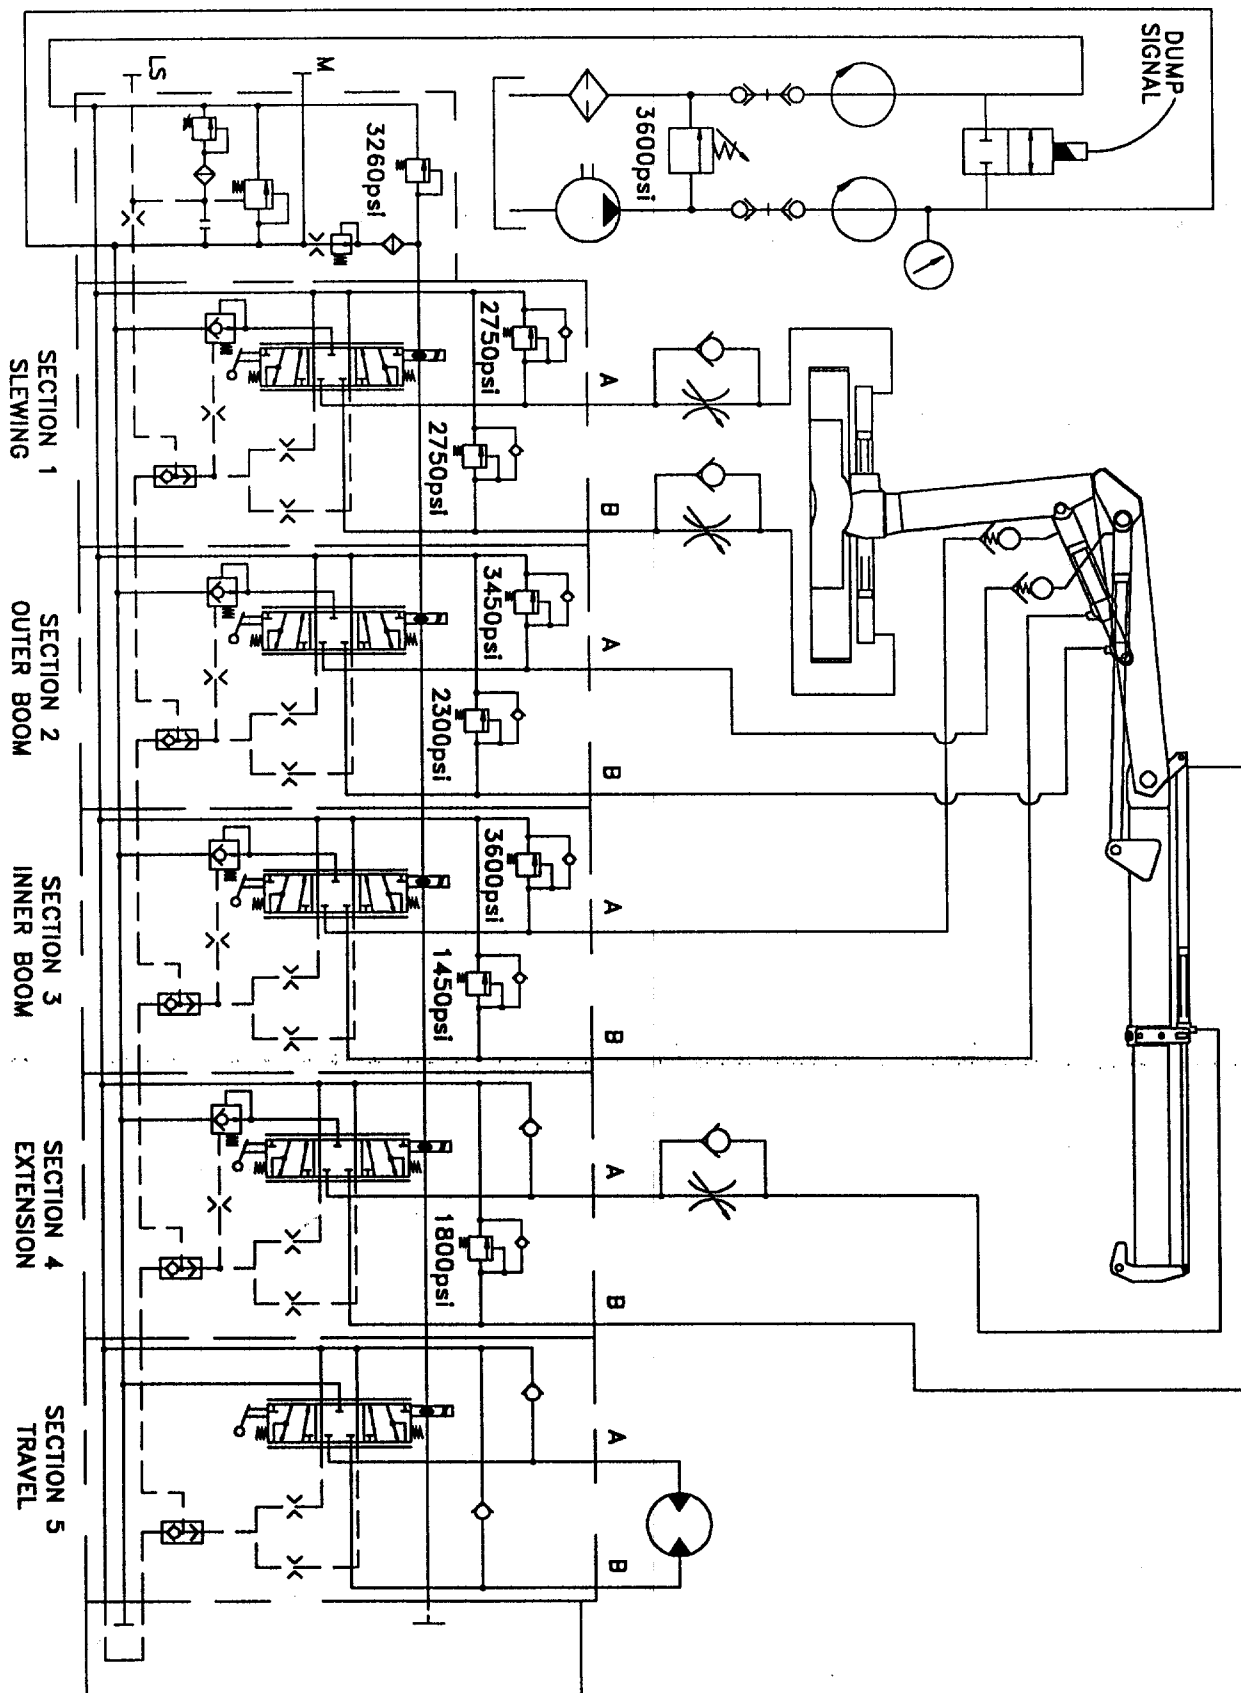 DUMP
SIGNAL
3600psi
M
LS
3260psi
2750psi
2750psi
A
B
SECTION 1
SLEWING
3450psi
2300psi
A
B
SECTION 2
OUTER BOOM
3600psi
1450psi
A
B
SECTION 3
INNER BOOM
1800psi
A
B
SECTION 4
EXTENSION
A
B
SECTION 5
TRAVEL